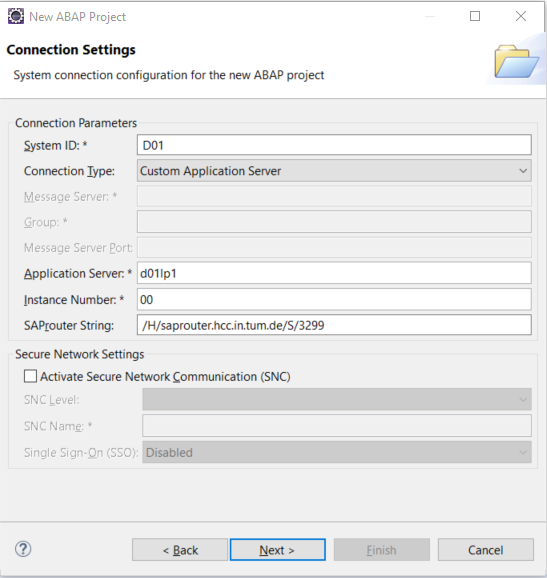 New ABAP Project
Connection Settings
System connection configuration for the new ABAP project
Connection Parameters
System ID: * D01
Connection Type: Custom Application Server
Message Server: *
Group: *
Message Server Port:
Application Server: * d01lp1
Instance Number: * 00
SAProuter String: /H/saprouter.hcc.in.tum.de/S/3299
Secure Network Settings
Activate Secure Network Communication (SNC)
SNC Level:
SNC Name: *
Single Sign-On (SSO): Disabled
? < Back Next > Finish Cancel